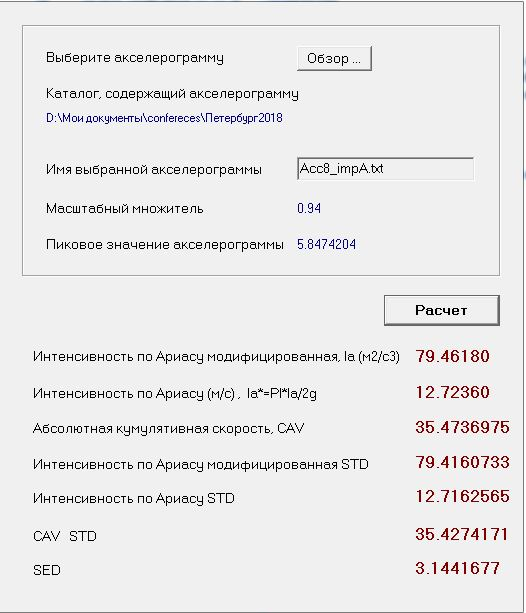 Выберите акселерограмму
Обзор ...
Каталог, содержащий акселерограмму
D:\Мои документы\confereces\Петербург2018
Имя выбранной акселерограммы Acc8_impA.txt
Масштабный множитель 0.94
Пиковое значение акселерограммы 5.8474204
Расчет
Интенсивность по Ариасу модифицированная, Ia (м2/с3) 79.46180
Интенсивность по Ариасу (м/с) , Ia*=PI*Ia/2g 12.72360
Абсолютная кумулятивная скорость, CAV 35.4736975
Интенсивность по Ариасу модифицированная STD 79.4160733
Интенсивность по Ариасу STD 12.7162565
CAV STD 35.4274171
SED 3.1441677